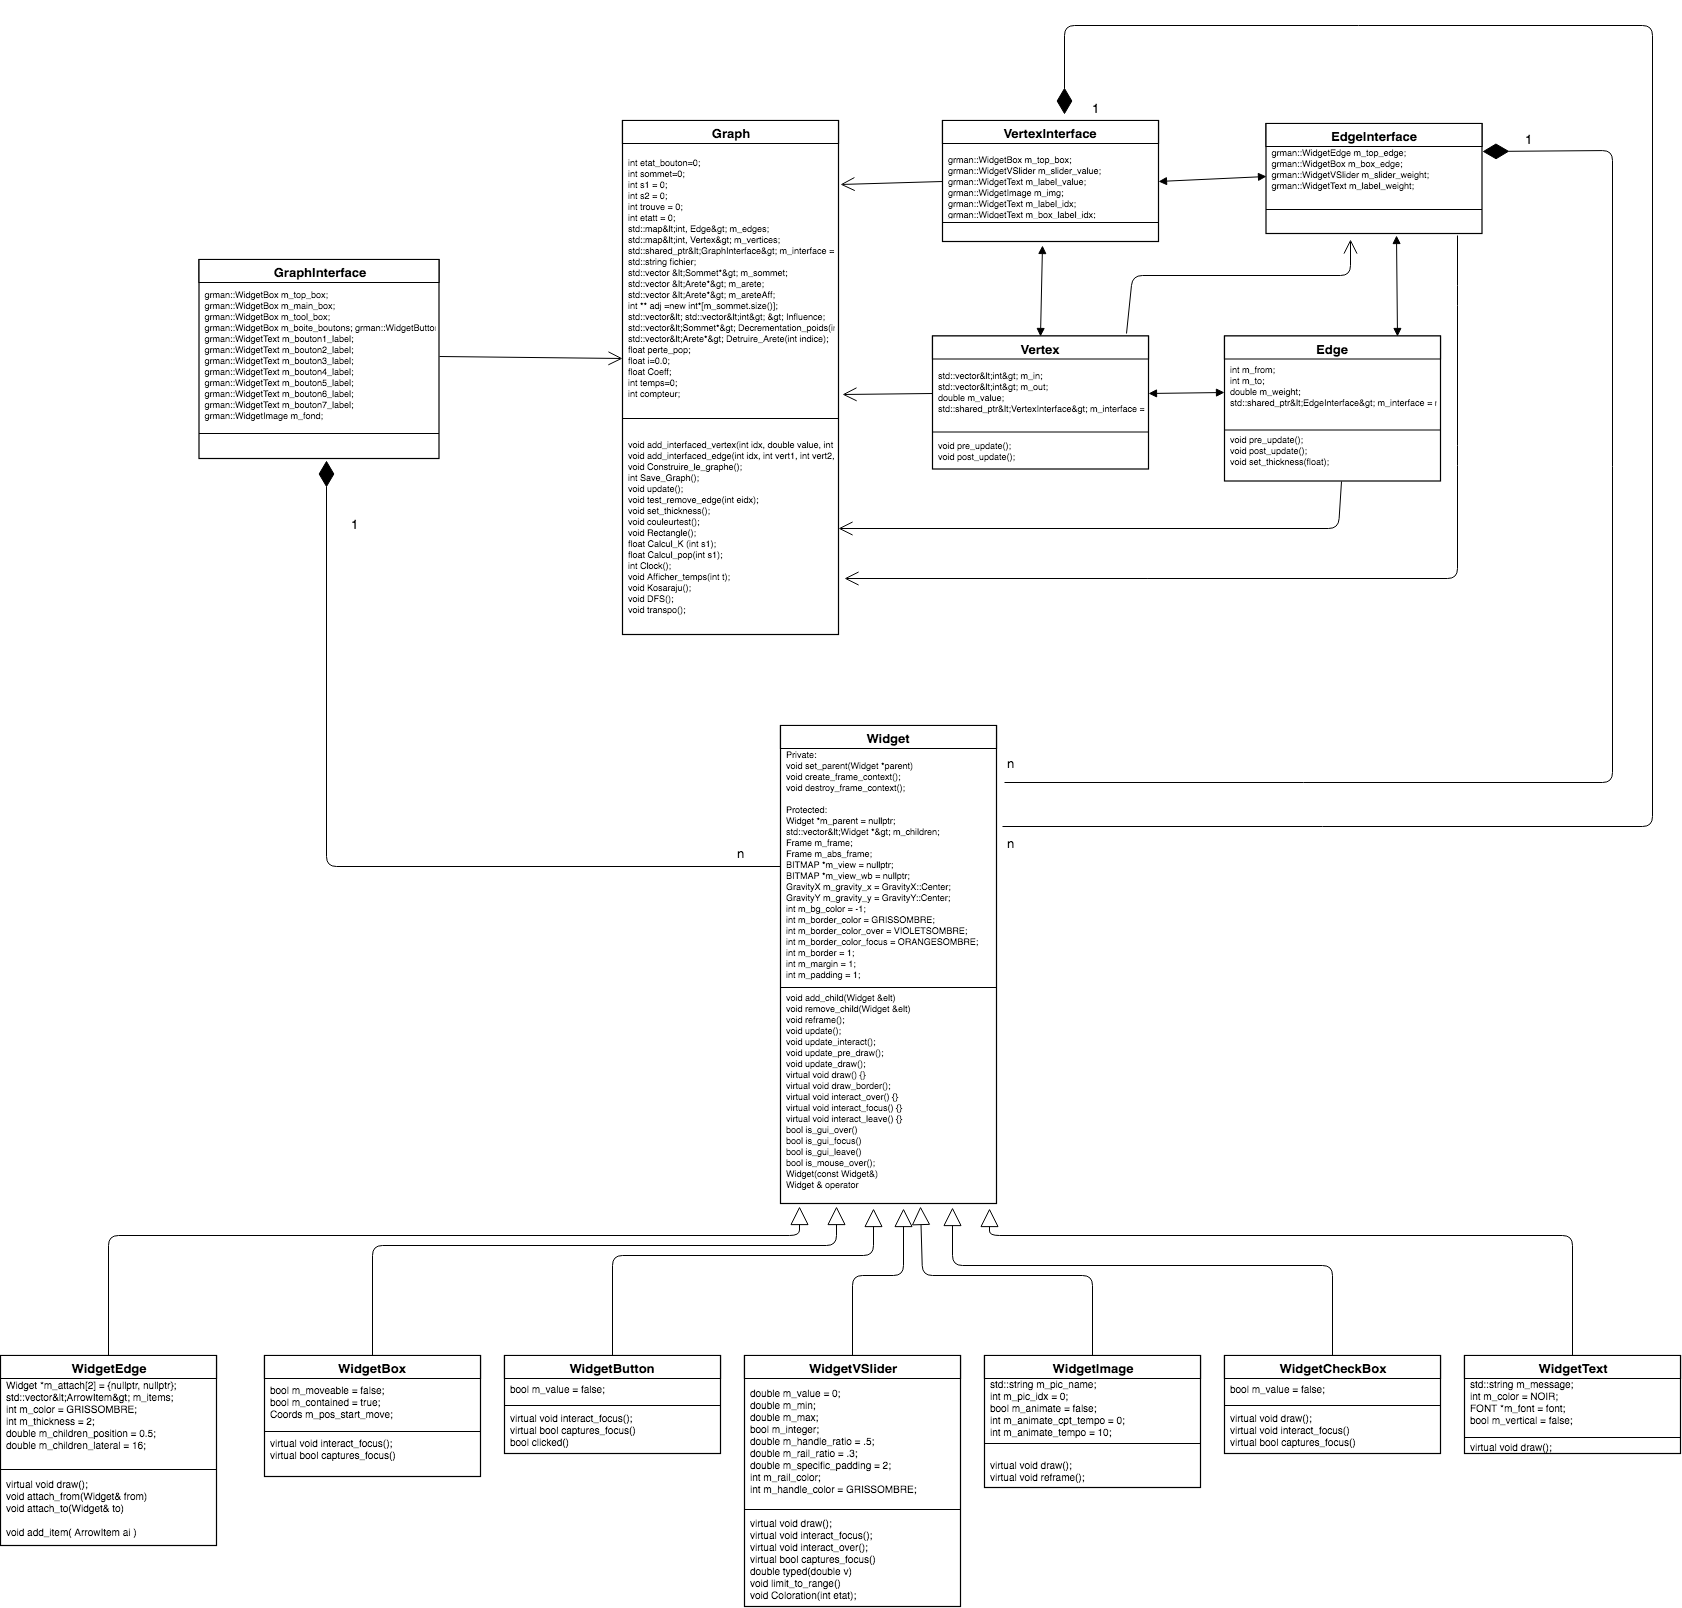 1
Graph
int etat_bouton=0;
int sommet=0;
int s1 = 0;
int s2 = 0;
int trouve = 0;
int etatt = 0;
std::map&lt;int, Edge&gt; m_edges;
std::map&lt;int, Vertex&gt; m_vertices;
std::shared_ptr&lt;GraphInterface&gt; m_interface =
std::string fichier;
std::vector &lt;Sommet*&gt; m_sommet;
std::vector &lt;Arete*&gt; m_arete;
std::vector &lt;Arete*&gt; m_areteAff;
int ** adj =new int*[m_sommet.size()];
std::vector&lt; std::vector&lt;int&gt; &gt; Influence;
std::vector&lt;Sommet*&gt; Decrementation_poids(i
std::vector&lt;Arete*&gt; Detruire_Arete(int indice);
float perte_pop;
float i=0.0;
float Coeff;
int temps=0;
int compteur;
void add_interfaced_vertex(int idx, double value, int
void add_interfaced_edge(int idx, int vert1, int vert2,
void Construire_le_graphe();
int Save_Graph();
void update();
void test_remove_edge(int eidx);
void set_thickness();
void couleurtest();
void Rectangle();
float Calcul_K (int s1);
float Calcul_pop(int s1);
int Clock();
void Afficher_temps(int t);
void Kosaraju();
void DFS();
void transpo();
VertexInterface
grman::WidgetBox m_top_box;
grman::WidgetVSlider m_slider_value;
grman::WidgetText m_label_value;
grman::WidgetImage m_img;
grman::WidgetText m_label_idx;
grman::WidgetText m_box_label_idx;
EdgeInterface
grman::WidgetEdge m_top_edge;
grman::WidgetBox m_box_edge;
grman::WidgetVSlider m_slider_weight;
grman::WidgetText m_label_weight;
1
GraphInterface
grman::WidgetBox m_top_box;
grman::WidgetBox m_main_box;
grman::WidgetBox m_tool_box;
grman::WidgetBox m_boite_boutons; grman::WidgetButto
grman::WidgetText m_bouton1_label;
grman::WidgetText m_bouton2_label;
grman::WidgetText m_bouton3_label;
grman::WidgetText m_bouton4_label;
grman::WidgetText m_bouton5_label;
grman::WidgetText m_bouton6_label;
grman::WidgetText m_bouton7_label;
grman::WidgetImage m_fond;
1
Vertex
std::vector&lt;int&gt; m_in;
std::vector&lt;int&gt; m_out;
double m_value;
std::shared_ptr&lt;VertexInterface&gt; m_interface =
void pre_update();
void post_update();
Edge
int m_from;
int m_to;
double m_weight;
std::shared_ptr&lt;EdgeInterface&gt; m_interface =
void pre_update();
void post_update();
void set_thickness(float);
Widget
Private:
void set_parent(Widget *parent)
void create_frame_context();
void destroy_frame_context();
Protected:
Widget *m_parent = nullptr;
std::vector&lt;Widget *&gt; m_children;
Frame m_frame;
Frame m_abs_frame;
BITMAP *m_view = nullptr;
BITMAP *m_view_wb = nullptr;
GravityX m_gravity_x = GravityX::Center;
GravityY m_gravity_y = GravityY::Center;
int m_bg_color = -1;
int m_border_color = GRISSOMBRE;
int m_border_color_over = VIOLETSOMBRE;
int m_border_color_focus = ORANGESOMBRE;
int m_border = 1;
int m_margin = 1;
int m_padding = 1;
void add_child(Widget &elt)
void remove_child(Widget &elt)
void reframe();
void update();
void update_interact();
void update_pre_draw();
void update_draw();
virtual void draw() {}
virtual void draw_border();
virtual void interact_over() {}
virtual void interact_focus() {}
virtual void interact_leave() {}
bool is_gui_over()
bool is_gui_focus()
bool is_gui_leave()
bool is_mouse_over();
Widget(const Widget&)
Widget & operator
n
n
n
WidgetEdge
Widget *m_attach[2] = {nullptr, nullptr};
std::vector&lt;ArrowItem&gt; m_items;
int m_color = GRISSOMBRE;
int m_thickness = 2;
double m_children_position = 0.5;
double m_children_lateral = 16;
virtual void draw();
void attach_from(Widget& from)
void attach_to(Widget& to)
void add_item( ArrowItem ai )
WidgetBox
bool m_moveable = false;
bool m_contained = true;
Coords m_pos_start_move;
virtual void interact_focus();
virtual bool captures_focus()
WidgetButton
bool m_value = false;
virtual void interact_focus();
virtual bool captures_focus()
bool clicked()
WidgetVSlider
double m_value = 0;
double m_min;
double m_max;
bool m_integer;
double m_handle_ratio = .5;
double m_rail_ratio = .3;
double m_specific_padding = 2;
int m_rail_color;
int m_handle_color = GRISSOMBRE;
virtual void draw();
virtual void interact_focus();
virtual void interact_over();
virtual bool captures_focus()
double typed(double v)
void limit_to_range()
void Coloration(int etat);
WidgetImage
std::string m_pic_name;
int m_pic_idx = 0;
bool m_animate = false;
int m_animate_cpt_tempo = 0;
int m_animate_tempo = 10;
virtual void draw();
virtual void reframe();
WidgetCheckBox
bool m_value = false;
virtual void draw();
virtual void interact_focus()
virtual bool captures_focus()
WidgetText
std::string m_message;
int m_color = NOIR;
FONT *m_font = font;
bool m_vertical = false;
virtual void draw();